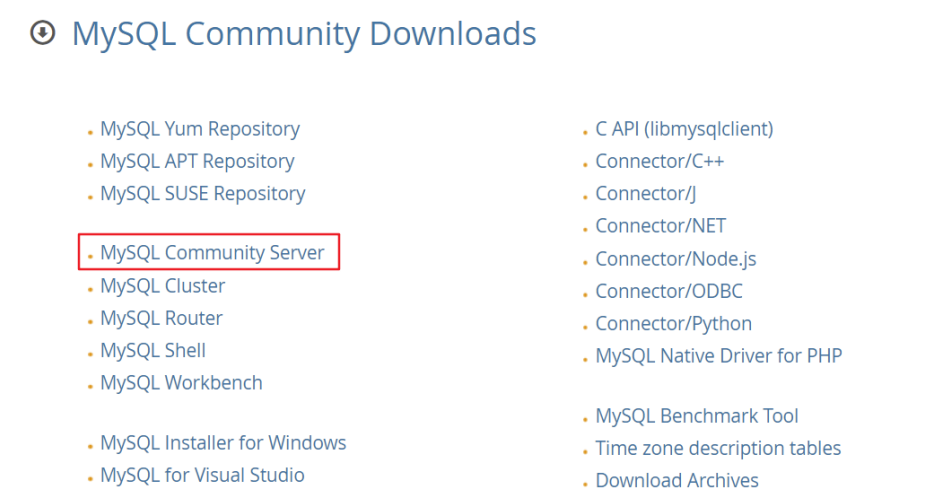 MySQL Community Downloads
MySQL Yum Repository
MySQL APT Repository
MySQL SUSE Repository
MySQL Community Server
MySQL Cluster
MySQL Router
MySQL Shell
MySQL Workbench
MySQL Installer for Windows
MySQL for Visual Studio
C API (libmysqlclient)
Connector/C++
Connector/J
Connector/NET
Connector/Node.js
Connector/ODBC
Connector/Python
MySQL Native Driver for PHP
MySQL Benchmark Tool
Time zone description tables
Download Archives